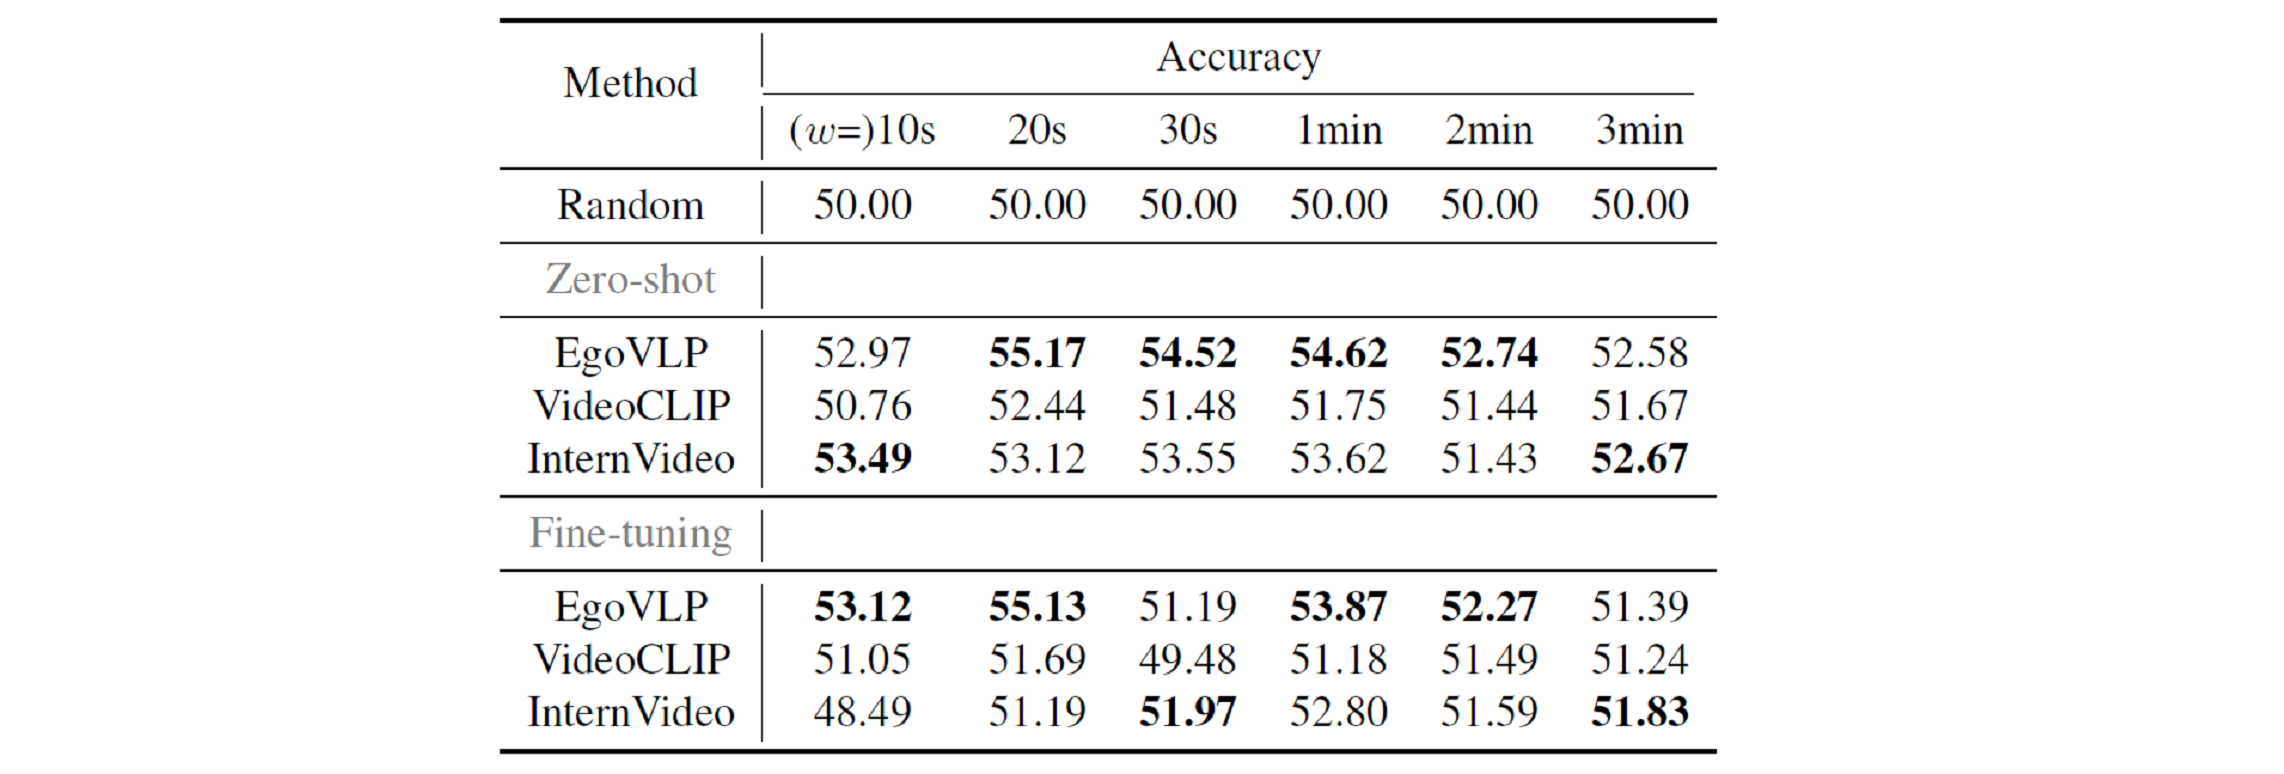 Method Accuracy
(w=)10s 20s 30s 1min 2min 3min
Random 50.00 50.00 50.00 50.00 50.00 50.00
Zero-shot
EgoVLP 52.97 55.17 54.52 54.62 52.74 52.58
VideoCLIP 50.76 52.44 51.48 51.75 51.44 51.67
InternVideo 53.49 53.12 53.55 53.62 51.43 52.67
Fine-tuning
EgoVLP 53.12 55.13 51.19 53.87 52.27 51.39
VideoCLIP 51.05 51.69 49.48 51.18 51.49 51.24
InternVideo 48.49 51.19 51.97 52.80 51.59 51.83